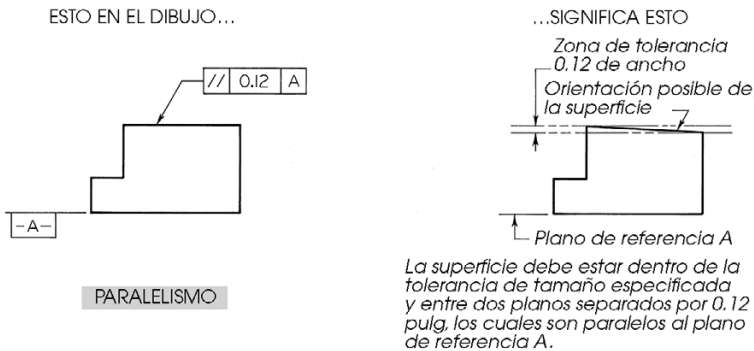 ESTO EN EL DIBUJO...
// 0.12 A
-A-
PARALELISMO
...SIGNIFICA ESTO
Zona de tolerancia
0.12 de ancho
Orientación posible de
la superficie
Plano de referencia A
La superficie debe estar dentro de la
tolerancia de tamaño especificada
y entre dos planos separados por 0.12
pulg, los cuales son paralelos al plano
de referencia A.